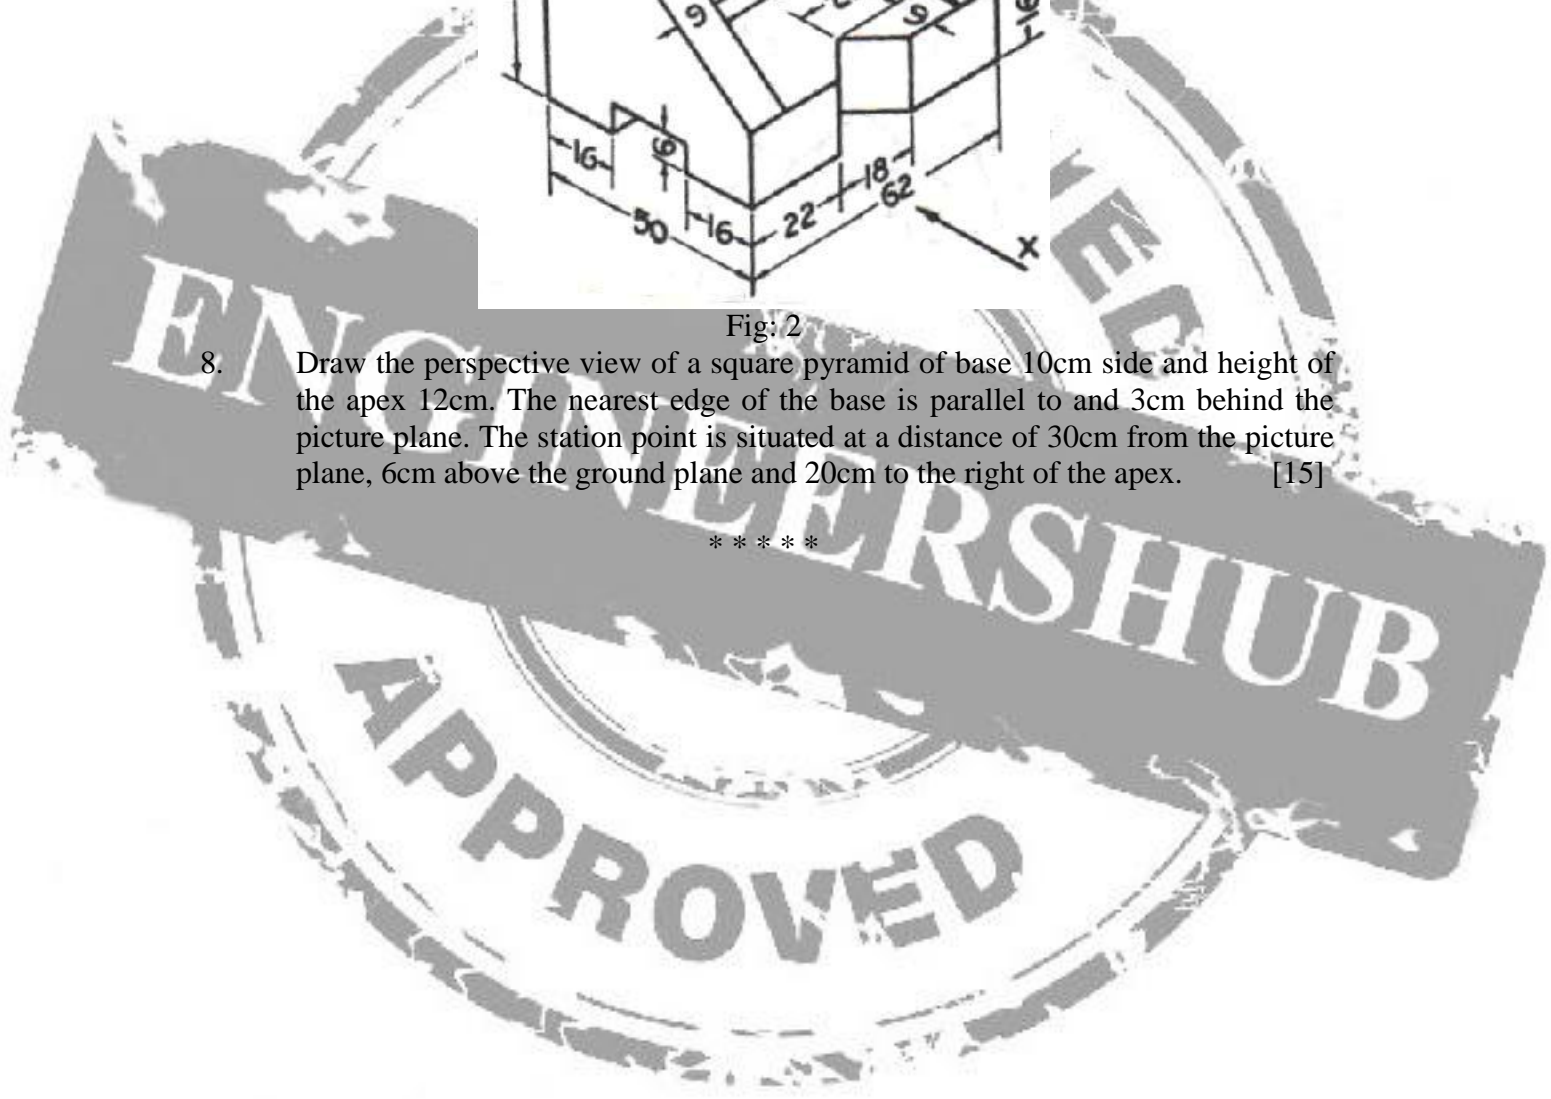 9
9
16
16
6
18
62
50
16
22
X
Fig: 2
8. Draw the perspective view of a square pyramid of base 10cm side and height of
the apex 12cm. The nearest edge of the base is parallel to and 3cm behind the
picture plane. The station point is situated at a distance of 30cm from the picture
plane, 6cm above the ground plane and 20cm to the right of the apex. [15]
* * * * *
ENGINEERSHUB
APPROVED